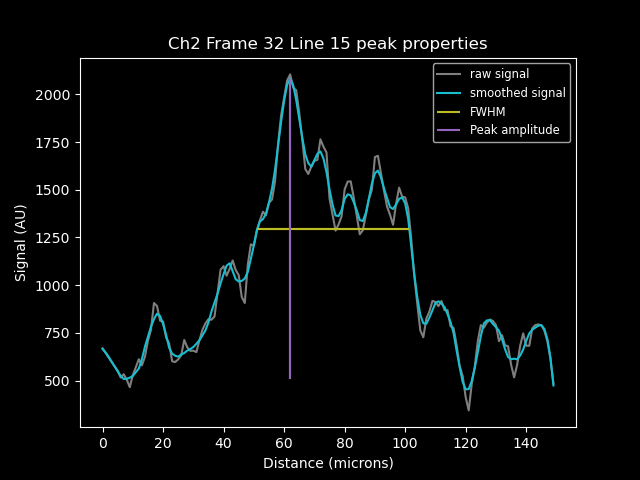 Ch2 Frame 32 Line 15 peak properties
raw signal
smoothed signal
FWHM
Peak amplitude
Signal (AU)
2000
1750
1500
1250
1000
750
500
0 20 40 60 80 100 120 140
Distance (microns)